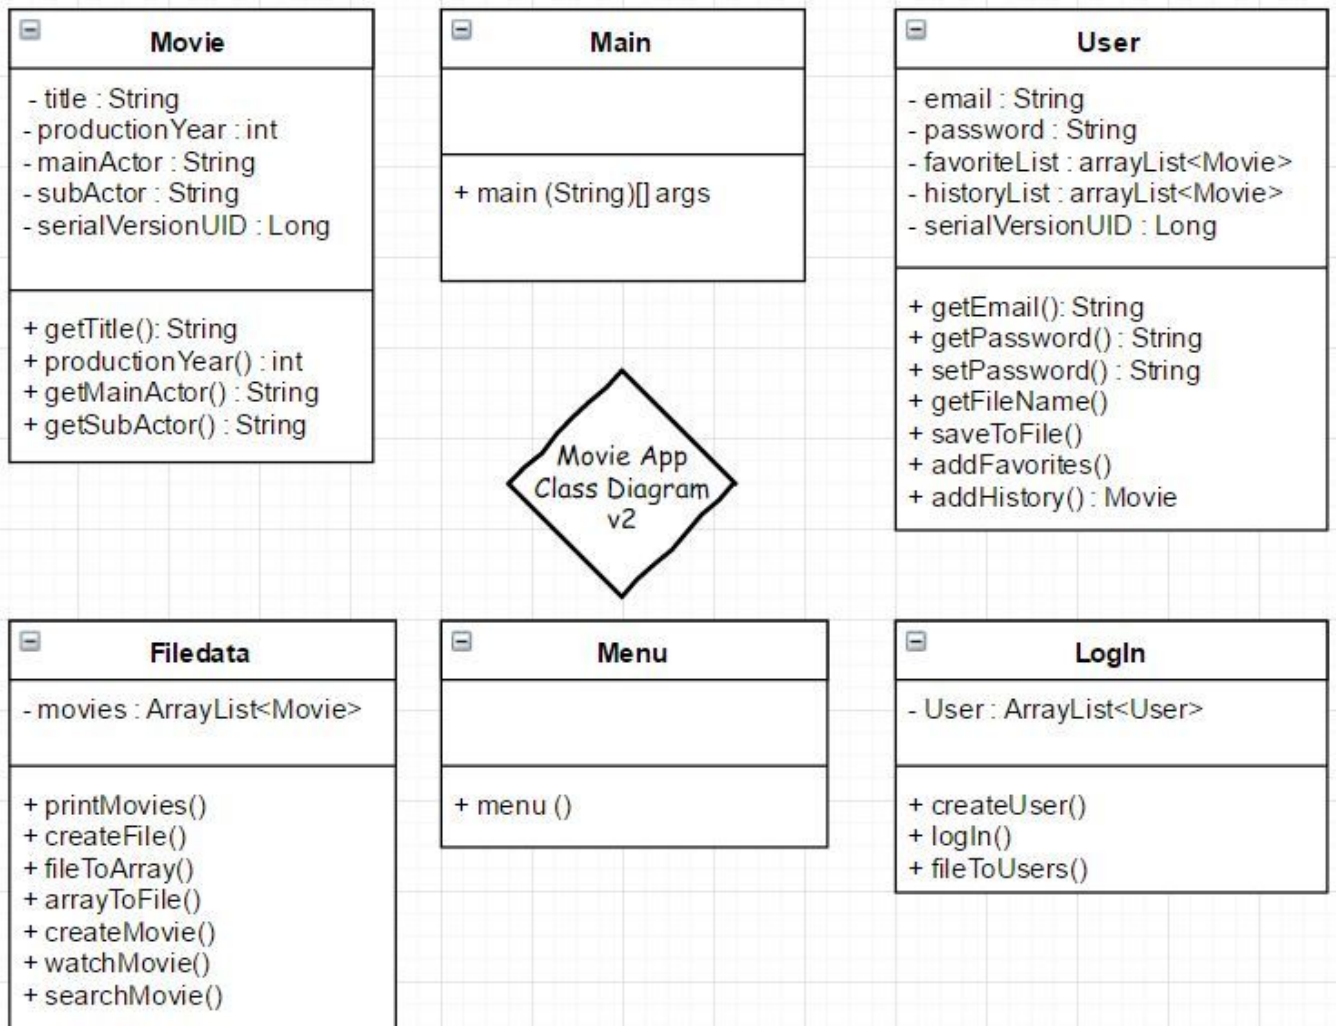 Movie
- title : String
- productionYear : int
- mainActor : String
- subActor : String
- serialVersionUID : Long
+ getTitle(): String
+ productionYear() : int
+ getMainActor() : String
+ getSubActor() : String
Main
+ main (String)[] args
User
- email : String
- password : String
- favoriteList : arrayList<Movie>
- historyList : arrayList<Movie>
- serialVersionUID : Long
+ getEmail(): String
+ getPassword() : String
+ setPassword() : String
+ getFileName()
+ saveToFile()
+ addFavorites()
+ addHistory() : Movie
Movie App
Class Diagram
v2
Filedata
- movies : ArrayList<Movie>
+ printMovies()
+ createFile()
+ fileToArray()
+ arrayToFile()
+ createMovie()
+ watchMovie()
+ searchMovie()
Menu
+ menu ()
LogIn
- User : ArrayList<User>
+ createUser()
+ logIn()
+ fileToUsers()